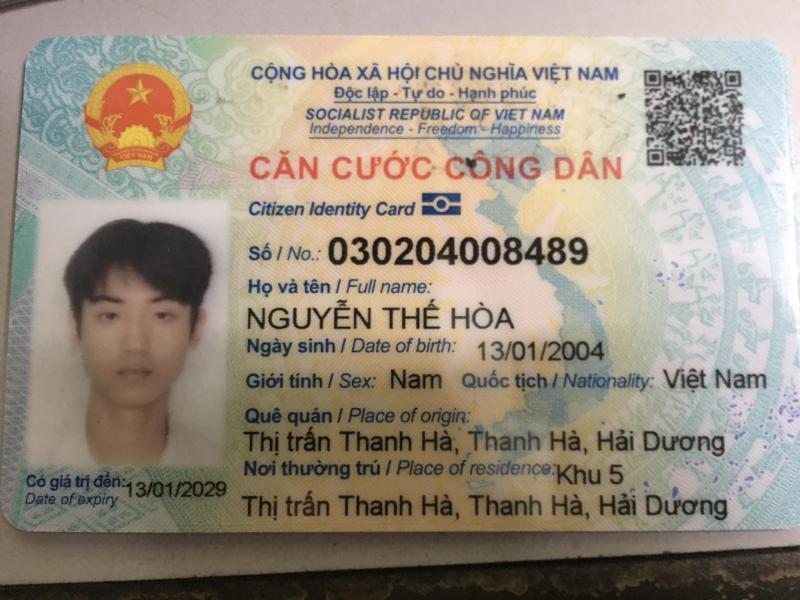 CỘNG HÒA XÃ HỘI CHỦ NGHĨA VIỆT NAM
Độc lập - Tự do - Hạnh phúc
SOCIALIST REPUBLIC OF VIET NAM
Independence - Freedom - Happiness
CĂN CƯỚC CÔNG DÂN
Citizen Identity Card
Số / No.: 030204008489
Họ và tên / Full name:
NGUYỄN THẾ HÒA
Ngày sinh / Date of birth: 13/01/2004
Giới tính / Sex: Nam Quốc tịch / Nationality: Việt Nam
Quê quán / Place of origin:
Thị trấn Thanh Hà, Thanh Hà, Hải Dương
Nơi thường trú / Place of residence: Khu 5
Thị trấn Thanh Hà, Thanh Hà, Hải Dương
Có giá trị đến: 13/01/2029
Date of expiry
VIỆT NAM